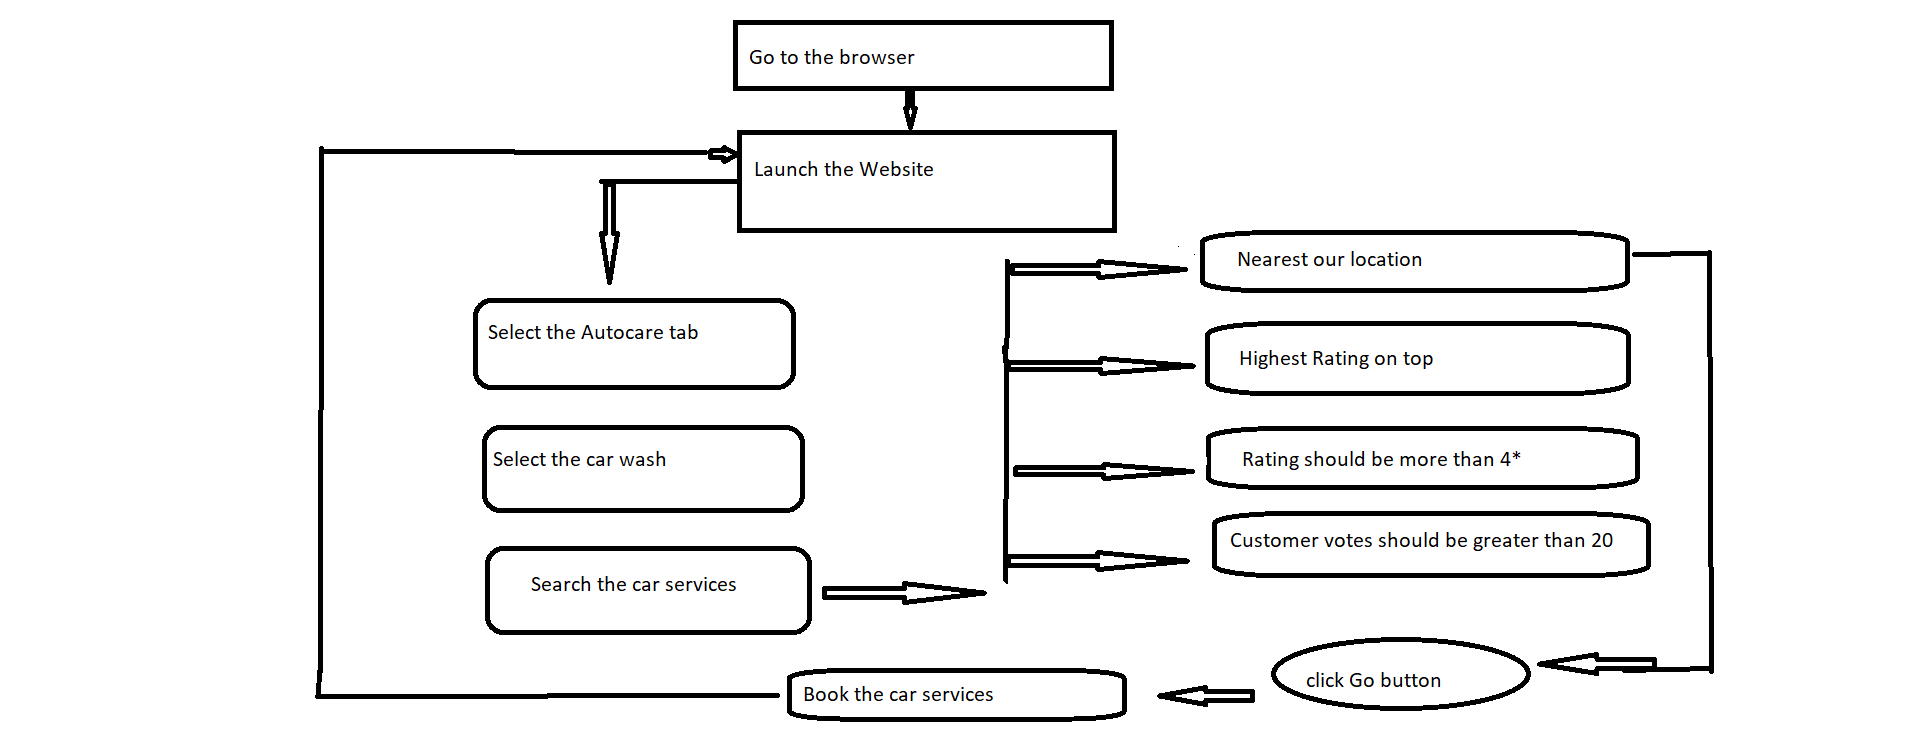 Go to the browser
Launch the Website
Select the Autocare tab
Select the car wash
Search the car services
Nearest our location
Highest Rating on top
Rating should be more than 4*
Customer votes should be greater than 20
click Go button
Book the car services